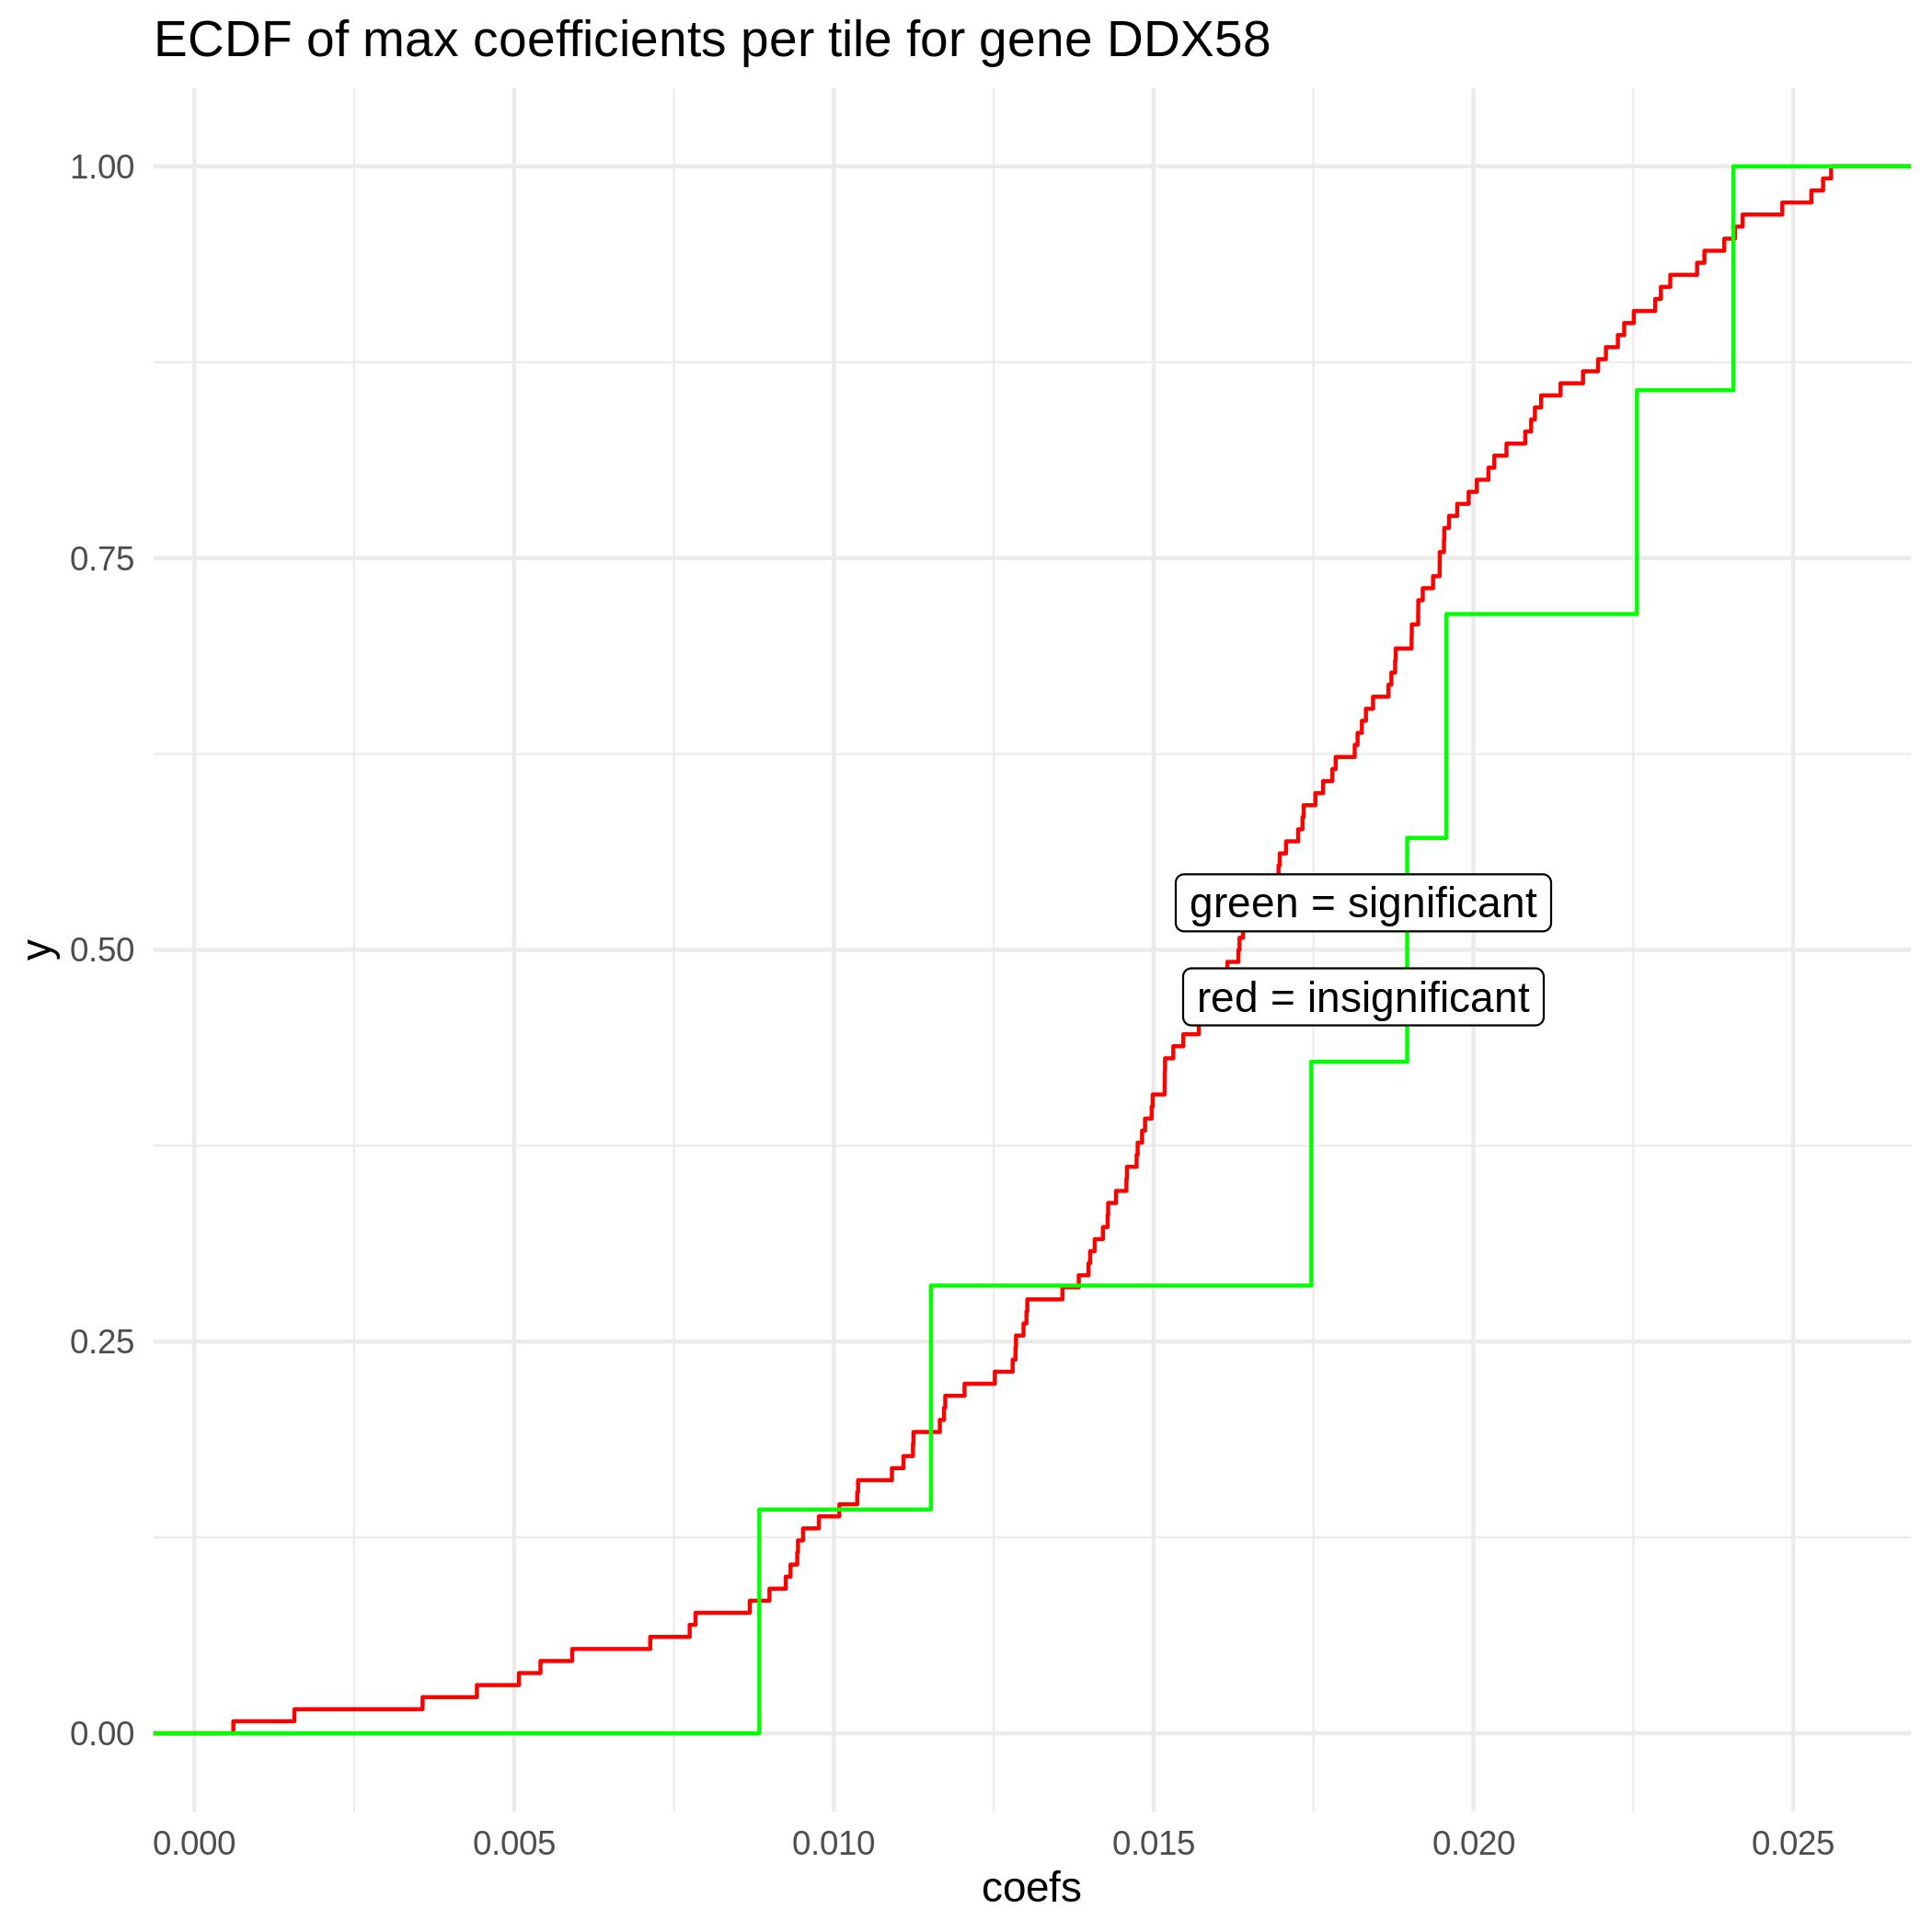 ECDF of max coefficients per tile for gene DDX58
1.00
0.75
0.50
0.25
0.00
y
green = significant
red = insignificant
0.000 0.005 0.010 0.015 0.020 0.025
coefs